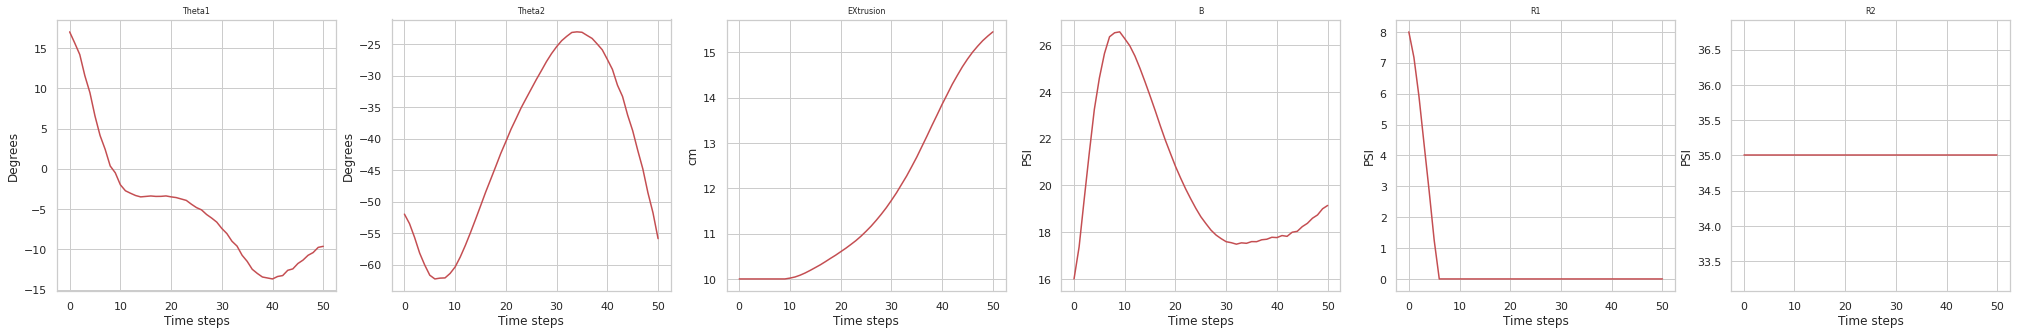 Theta1
Degrees
15
10
5
0
−5
−10
−15
0 10 20 30 40 50
Time steps
Theta2
Degrees
−25
−30
−35
−40
−45
−50
−55
−60
0 10 20 30 40 50
Time steps
EXtrusion
cm
15
14
13
12
11
10
0 10 20 30 40 50
Time steps
B
PSI
26
24
22
20
18
16
0 10 20 30 40 50
Time steps
R1
PSI
8
7
6
5
4
3
2
1
0
0 10 20 30 40 50
Time steps
R2
PSI
36.5
36.0
35.5
35.0
34.5
34.0
33.5
0 10 20 30 40 50
Time steps